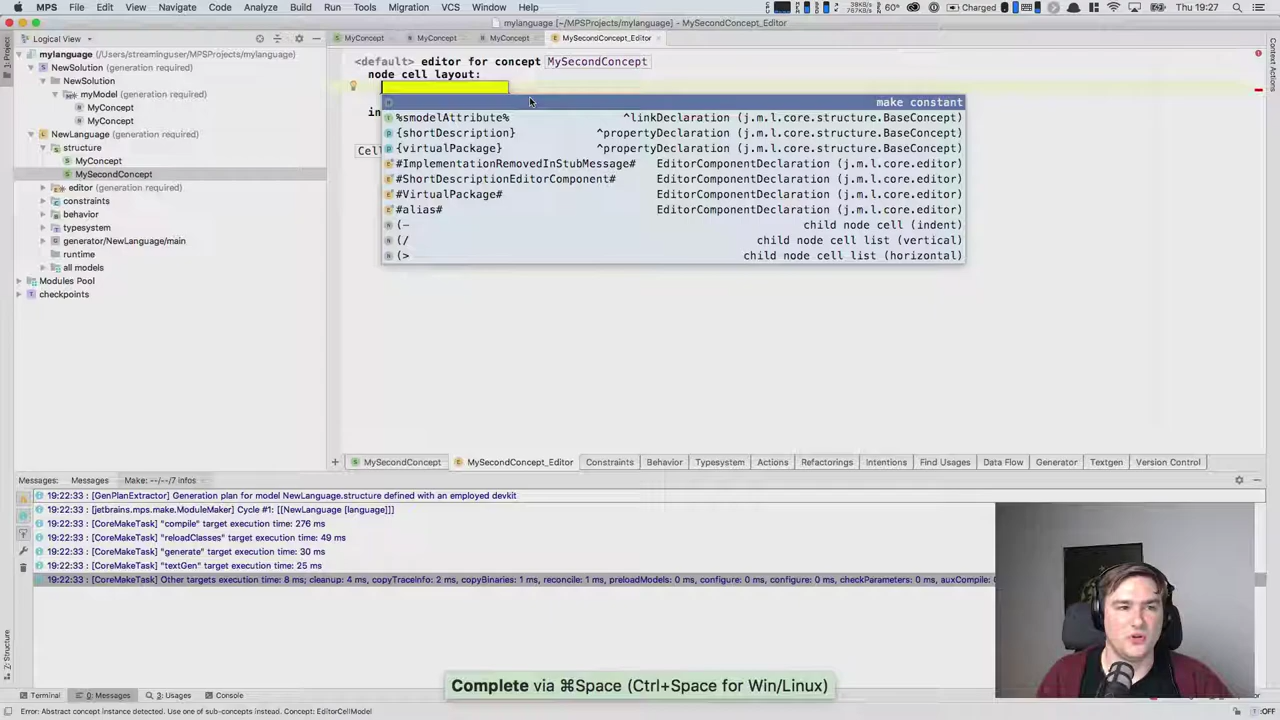 MPS File Edit View Navigate Code Analyze Build Run Tools Migration VCS Window Help 60° Charged Thu 19:27
mylanguage [~/MPSProjects/mylanguage] - MySecondConcept_Editor
Logical View
MyConcept MyConcept MyConcept MySecondConcept_Editor
1: Project
mylanguage (/Users/streaminguser/MPSProjects/mylanguage)
NewSolution (generation required)
NewSolution
myModel (generation required)
MyConcept
MyConcept
NewLanguage (generation required)
structure
MyConcept
MySecondConcept
editor (generation required)
constraints
behavior
typesystem
generator/NewLanguage/main
runtime
all models
Modules Pool
checkpoints
<default> editor for concept MySecondConcept
node cell layout:
in
Cel
make constant
%smodelAttribute% ^linkDeclaration (j.m.l.core.structure.BaseConcept)
{shortDescription} ^propertyDeclaration (j.m.l.core.structure.BaseConcept)
{virtualPackage} ^propertyDeclaration (j.m.l.core.structure.BaseConcept)
#ImplementationRemovedInStubMessage# EditorComponentDeclaration (j.m.l.core.editor)
#ShortDescriptionEditorComponent# EditorComponentDeclaration (j.m.l.core.editor)
#VirtualPackage# EditorComponentDeclaration (j.m.l.core.editor)
#alias# EditorComponentDeclaration (j.m.l.core.editor)
(– child node cell (indent)
(/ child node cell list (vertical)
(> child node cell list (horizontal)
+ MySecondConcept MySecondConcept_Editor Constraints Behavior Typesystem Actions Refactorings Intentions Find Usages Data Flow Generator Textgen Version Control
Messages: Messages Make: --/--/7 infos
19:22:33 : [GenPlanExtractor] Generation plan for model NewLanguage.structure defined with an employed devkit
19:22:33 : [jetbrains.mps.make.ModuleMaker] Cycle #1: [[NewLanguage [language]]]
19:22:33 : [CoreMakeTask] "compile" target execution time: 276 ms
19:22:33 : [CoreMakeTask] "reloadClasses" target execution time: 49 ms
19:22:33 : [CoreMakeTask] "generate" target execution time: 30 ms
19:22:33 : [CoreMakeTask] "textGen" target execution time: 25 ms
19:22:33 : [CoreMakeTask] Other targets execution time: 8 ms; cleanup: 4 ms, copyTraceInfo: 2 ms, copyBinaries: 1 ms, reconcile: 1 ms, preloadModels: 0 ms, configure: 0 ms, configure: 0 ms, checkParameters: 0 ms, auxCompile:
Z: Structure
Complete via ⌘Space (Ctrl+Space for Win/Linux)
Terminal 0: Messages 3: Usages Console
Error: Abstract concept instance detected. Use one of sub-concepts instead. Concept: EditorCellModel
T:OFF